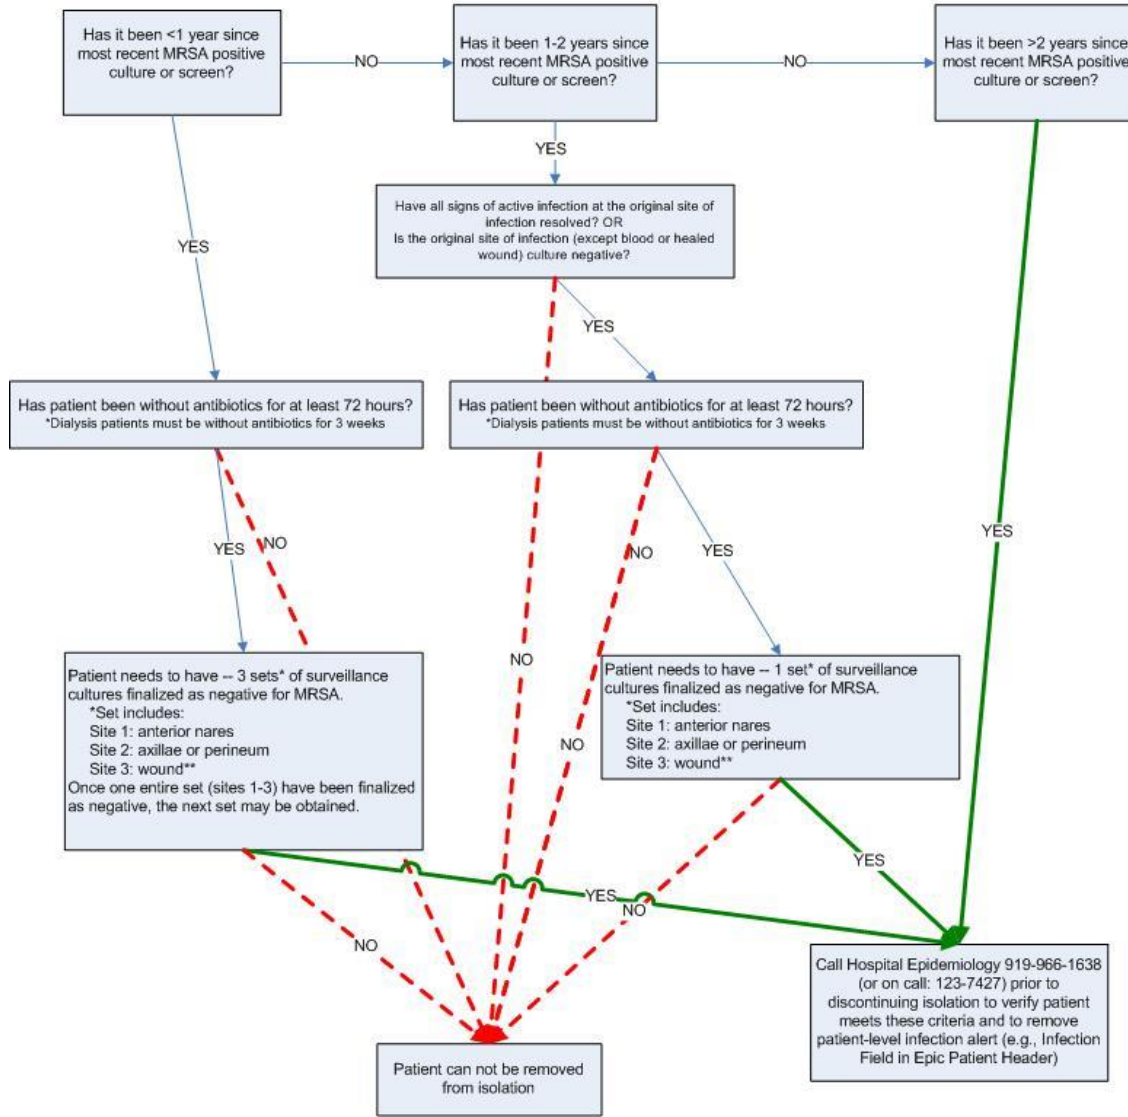 Has it been <1 year since
most recent MRSA positive
culture or screen?
NO
Has it been 1-2 years since
most recent MRSA positive
culture or screen?
NO
Has it been >2 years since
most recent MRSA positive
culture or screen?
YES
Have all signs of active infection at the original site of
infection resolved? OR
Is the original site of infection (except blood or healed
wound) culture negative?
YES
YES
Has patient been without antibiotics for at least 72 hours?
*Dialysis patients must be without antibiotics for 3 weeks
Has patient been without antibiotics for at least 72 hours?
*Dialysis patients must be without antibiotics for 3 weeks
YES
NO
YES
NO
YES
Patient needs to have -- 3 sets* of surveillance
cultures finalized as negative for MRSA.
*Set includes:
Site 1: anterior nares
Site 2: axillae or perineum
Site 3: wound**
Once one entire set (sites 1-3) have been finalized
as negative, the next set may be obtained.
NO
NO
Patient needs to have -- 1 set* of surveillance
cultures finalized as negative for MRSA.
*Set includes:
Site 1: anterior nares
Site 2: axillae or perineum
Site 3: wound**
YES
YES
NO
NO
Patient can not be removed
from isolation
Call Hospital Epidemiology 919-966-1638
(or on call: 123-7427) prior to
discontinuing isolation to verify patient
meets these criteria and to remove
patient-level infection alert (e.g., Infection
Field in Epic Patient Header)